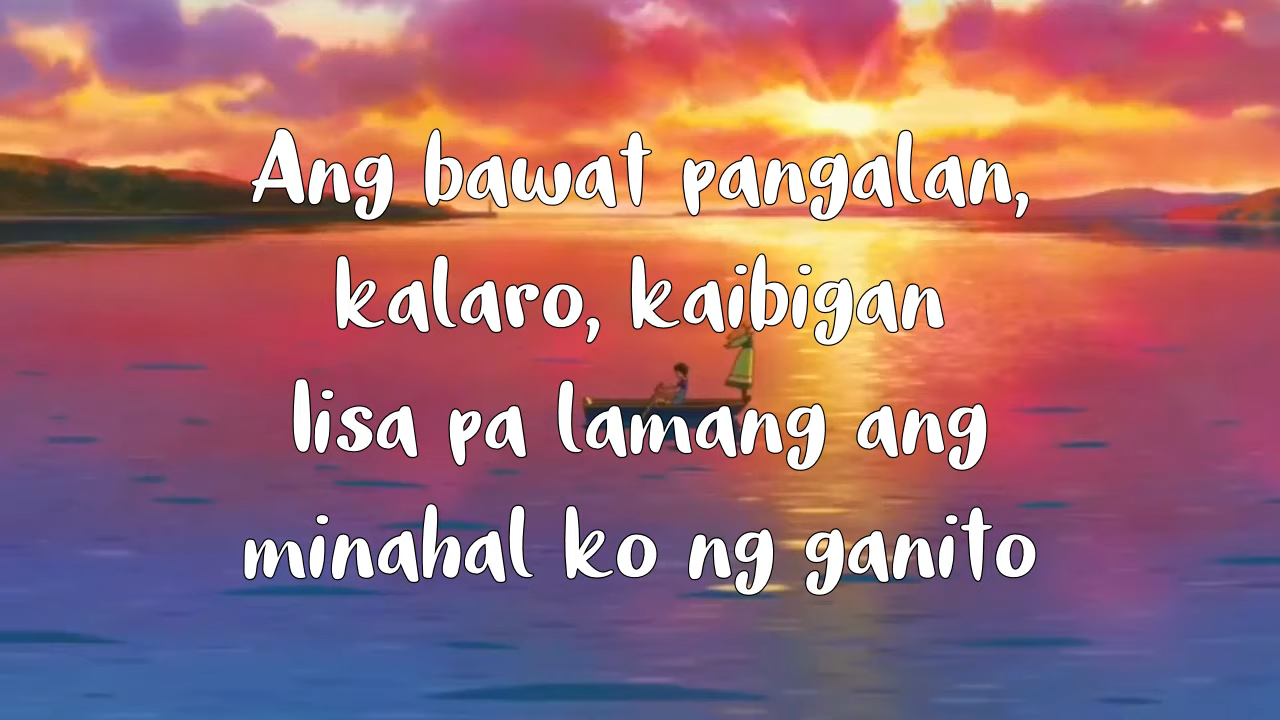 Ang bawat pangalan,
kalaro, kaibigan
Iisa pa lamang ang
minahal ko ng ganito